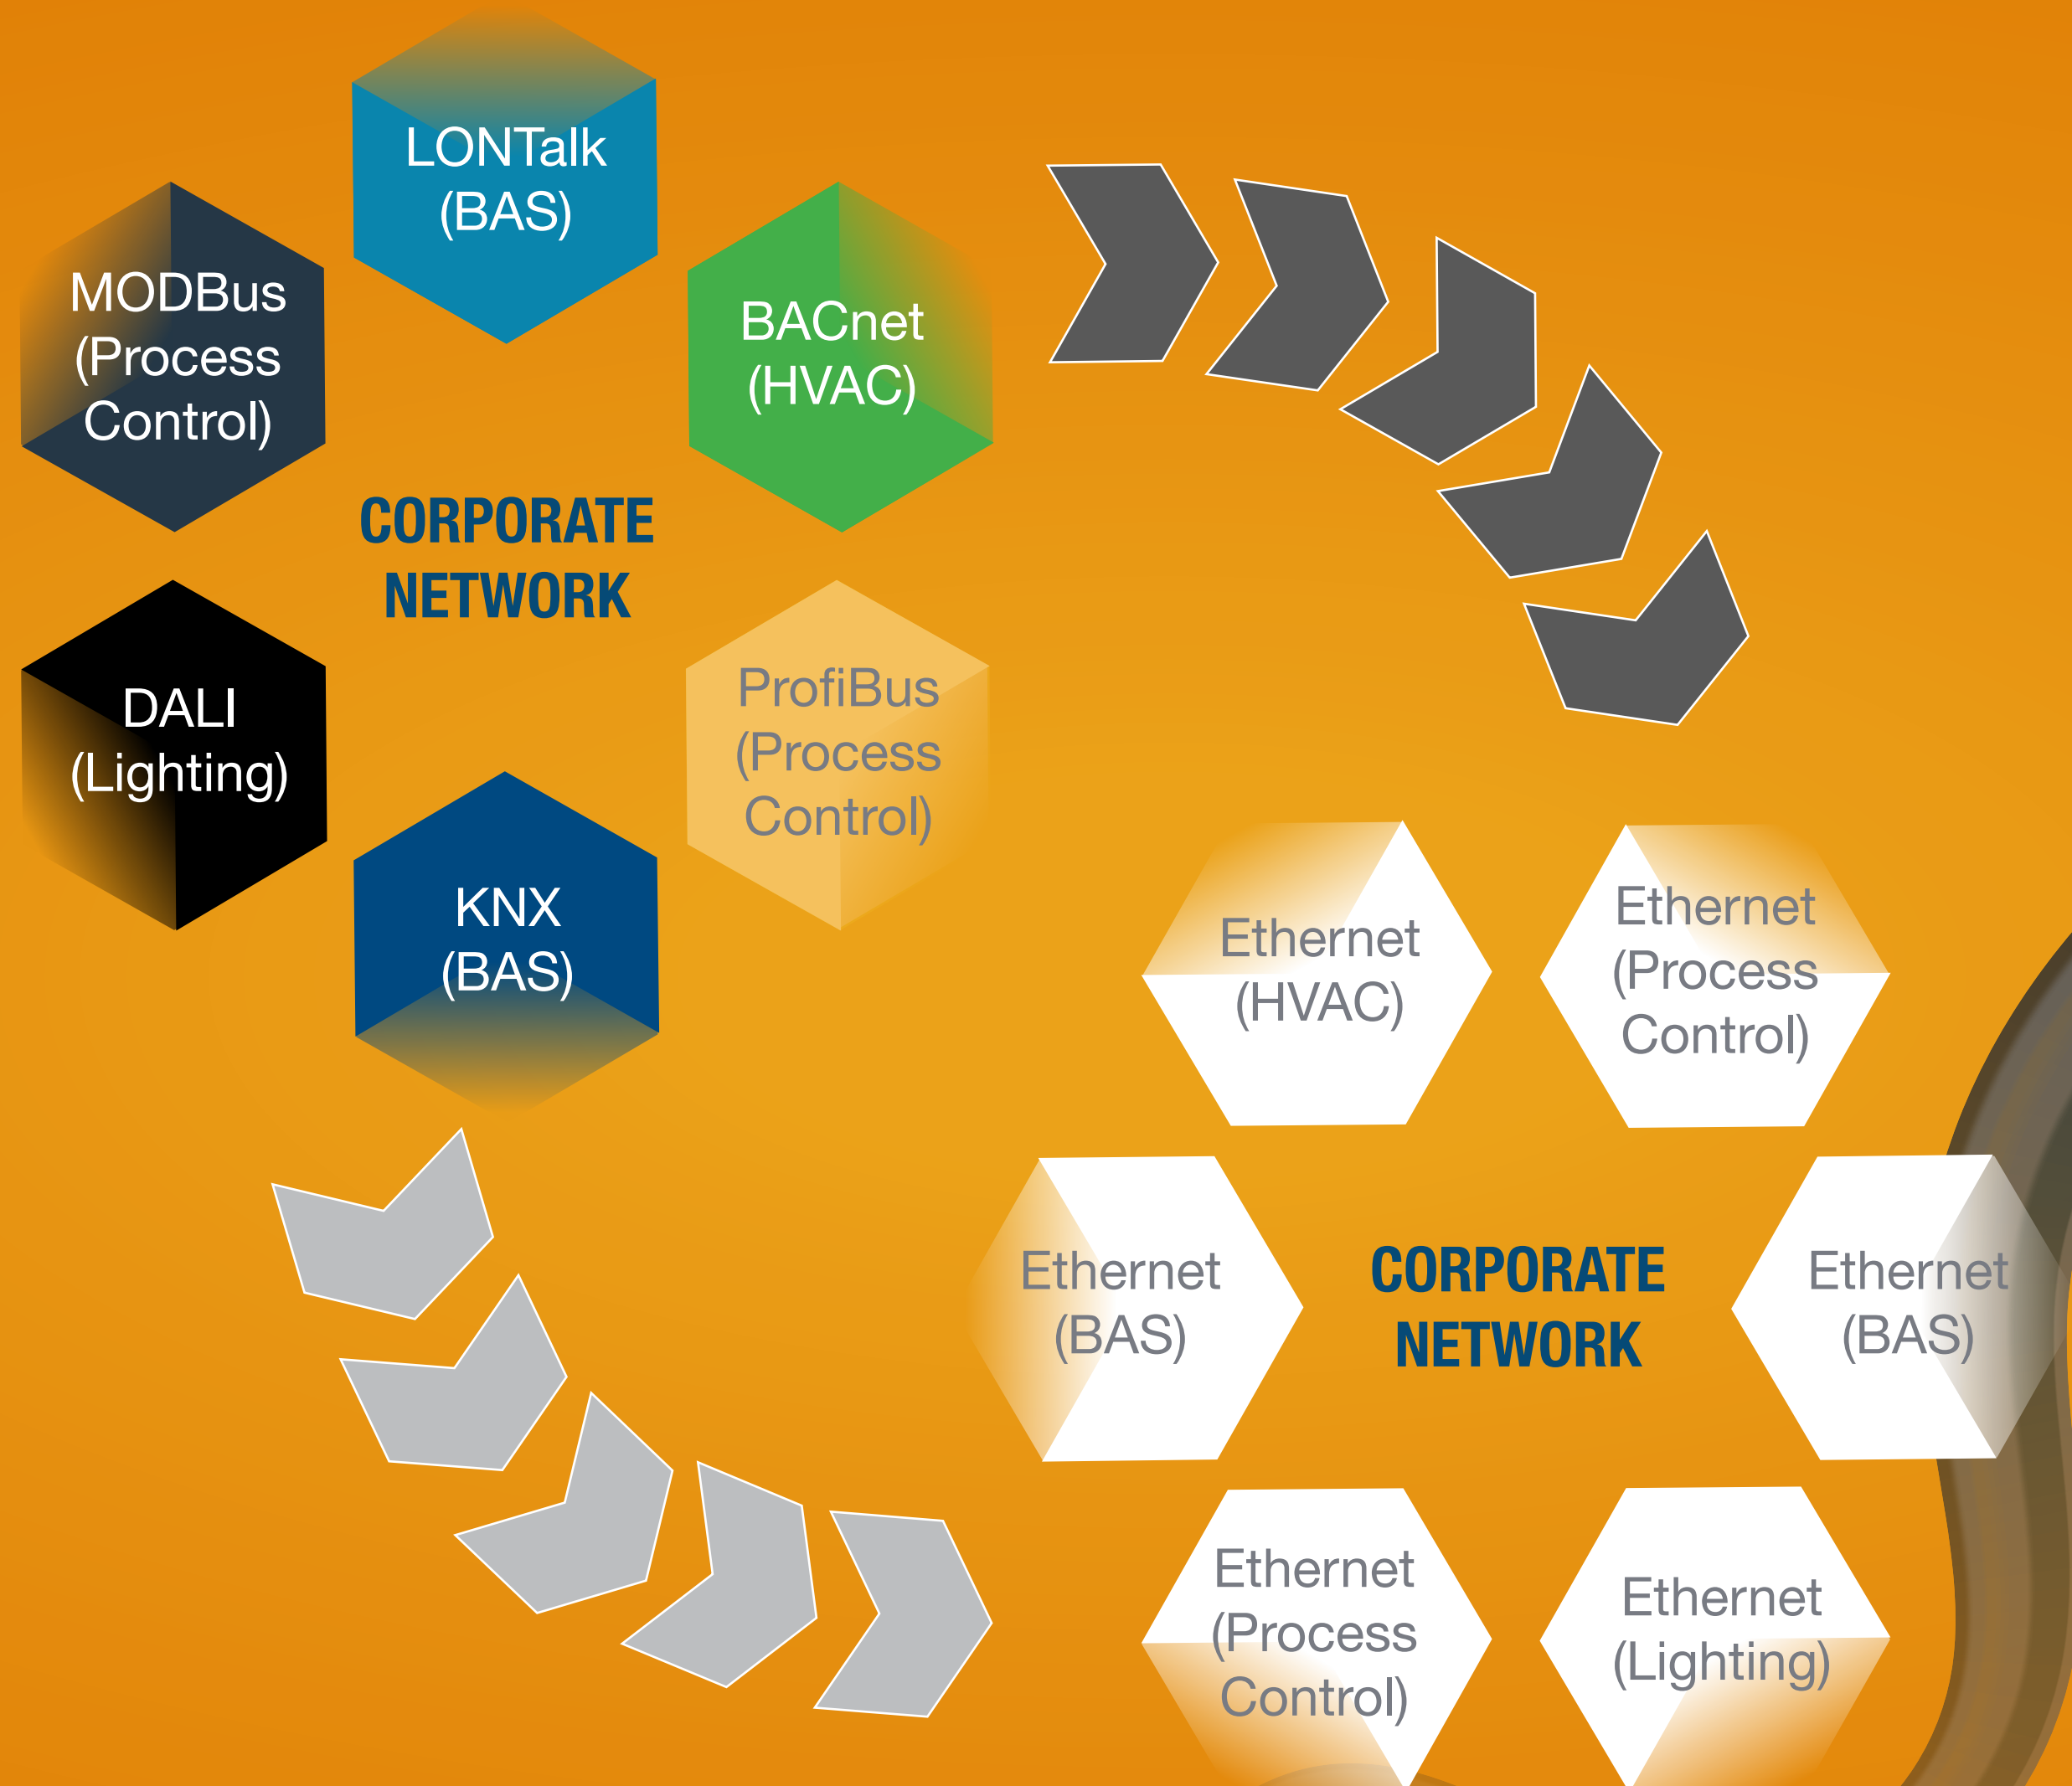 LONTalk
(BAS)
MODBus
(Process
Control)
BACnet
(HVAC)
CORPORATE
NETWORK
DALI
(Lighting)
ProfiBus
(Process
Control)
KNX
(BAS)
Ethernet
(HVAC)
Ethernet
(Process
Control)
Ethernet
(BAS)
CORPORATE
NETWORK
Ethernet
(BAS)
Ethernet
(Process
Control)
Ethernet
(Lighting)